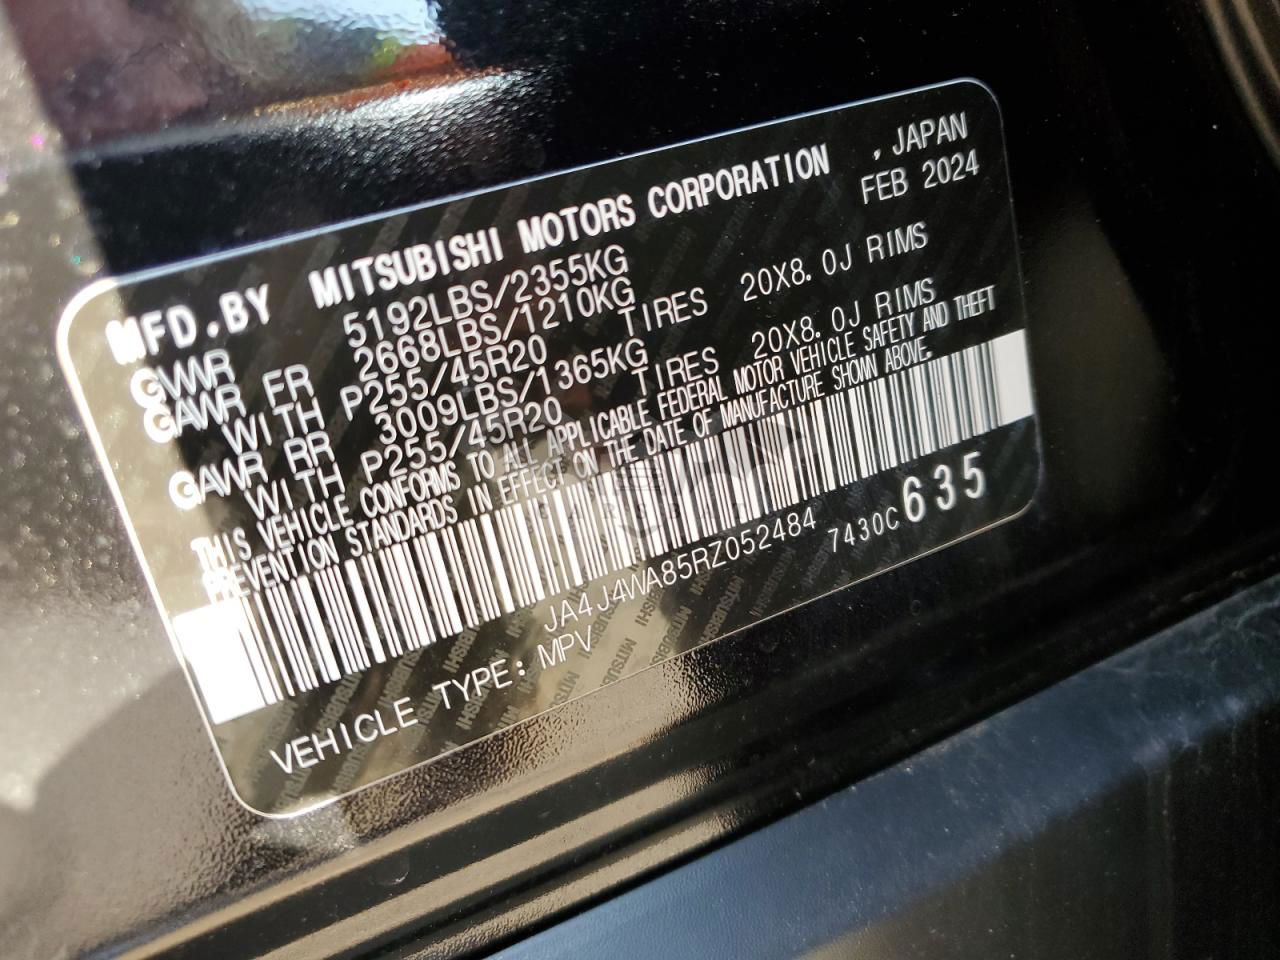 MFD.BY MITSUBISHI MOTORS CORPORATION , JAPAN
FEB 2024
GVWR 5192LBS/2355KG
GAWR FR 2668LBS/1210KG
WITH P255/45R20 TIRES 20X8.0J RIMS
GAWR RR 3009LBS/1365KG
WITH P255/45R20 TIRES 20X8.0J RIMS
THIS VEHICLE CONFORMS TO ALL APPLICABLE FEDERAL MOTOR VEHICLE SAFETY AND THEFT
PREVENTION STANDARDS IN EFFECT ON THE DATE OF MANUFACTURE SHOWN ABOVE.
JA4J4WA85RZ052484 7430C 635
VEHICLE TYPE: MPV